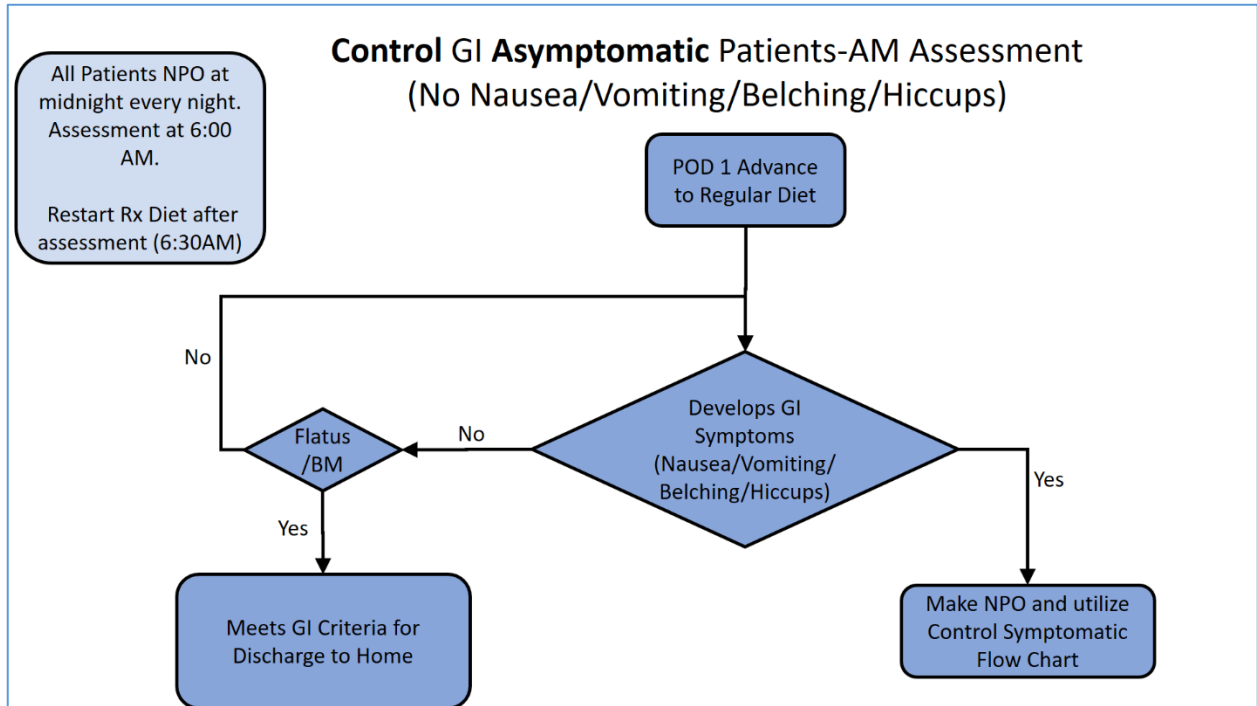 Control GI Asymptomatic Patients-AM Assessment
(No Nausea/Vomiting/Belching/Hiccups)
All Patients NPO at
midnight every night.
Assessment at 6:00
AM.
Restart Rx Diet after
assessment (6:30AM)
POD 1 Advance
to Regular Diet
No
Flatus
/BM
No
Develops GI
Symptoms
(Nausea/Vomiting/
Belching/Hiccups)
Yes
Yes
Meets GI Criteria for
Discharge to Home
Make NPO and utilize
Control Symptomatic
Flow Chart